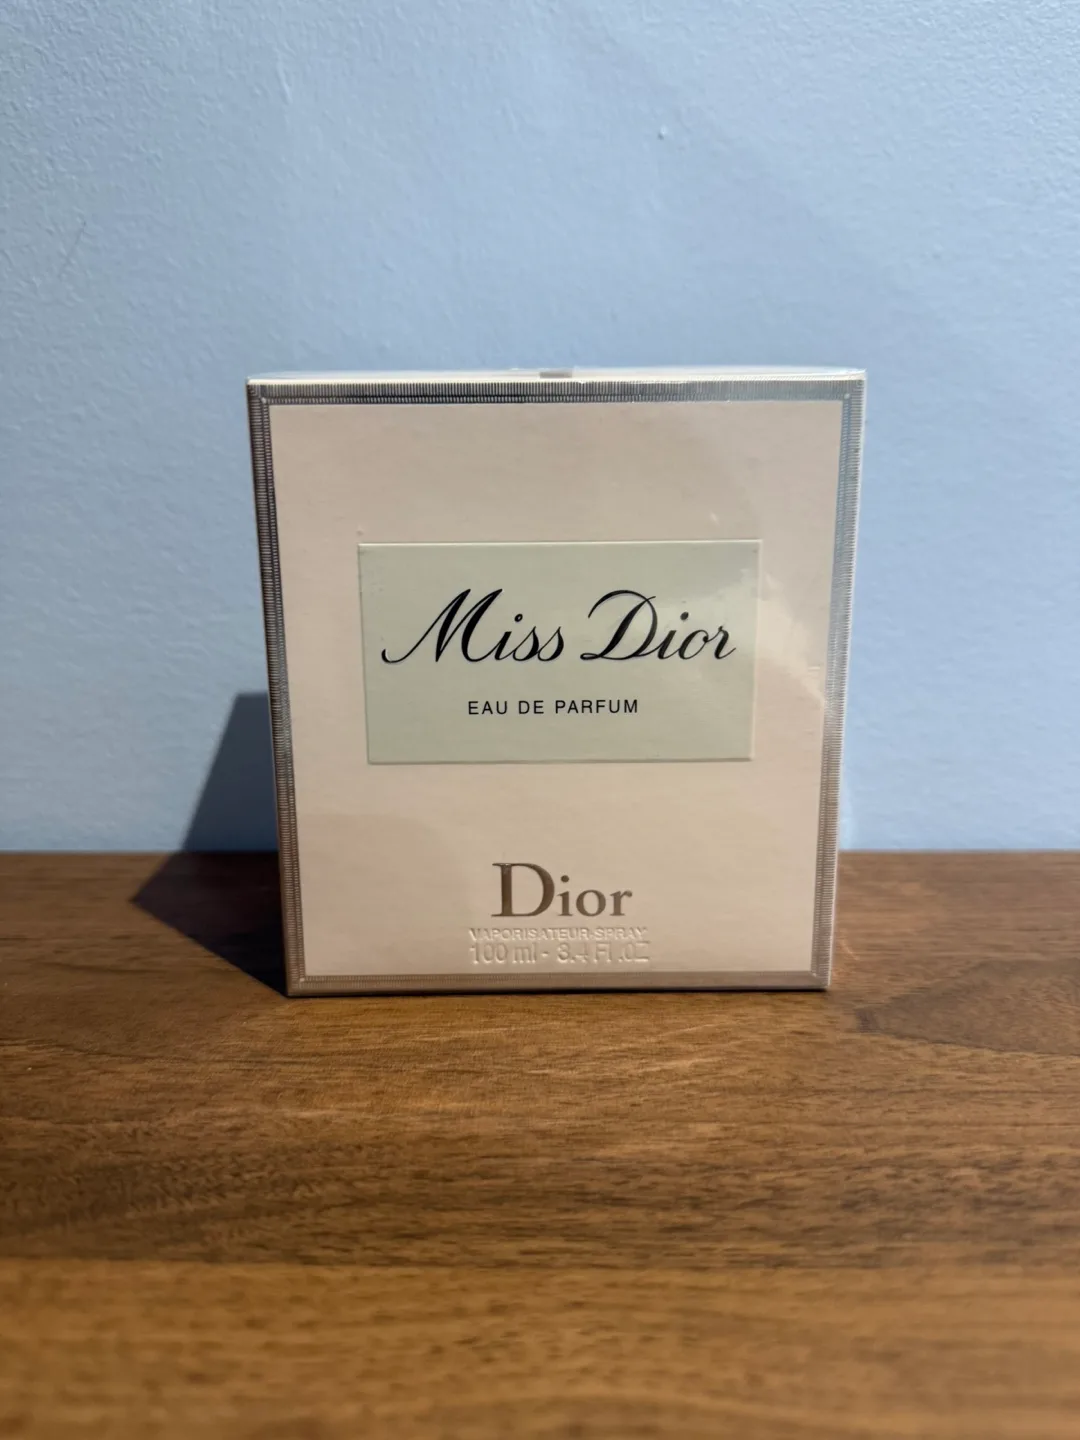 Miss Dior
EAU DE PARFUM
Dior
VAPORISATEUR-SPRAY
100 ml - 3.4 Fl .OZ